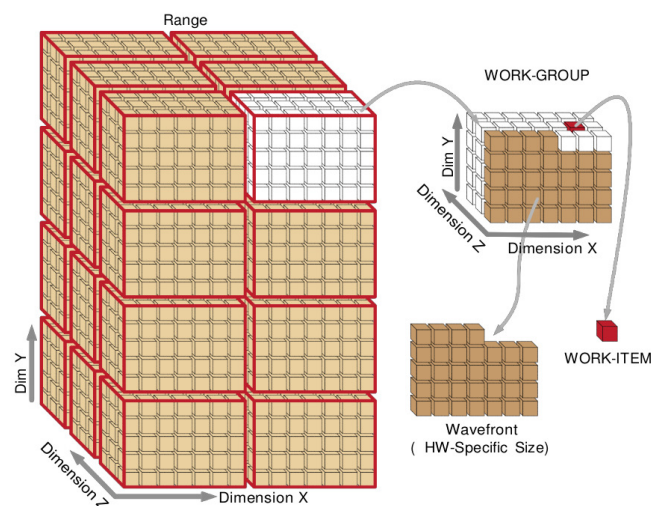 Range
WORK-GROUP
Dim Y
Dimension Z
Dimension X
WORK-ITEM
Wavefront
( HW-Specific Size)
Dim Y
Dimension Z
Dimension X